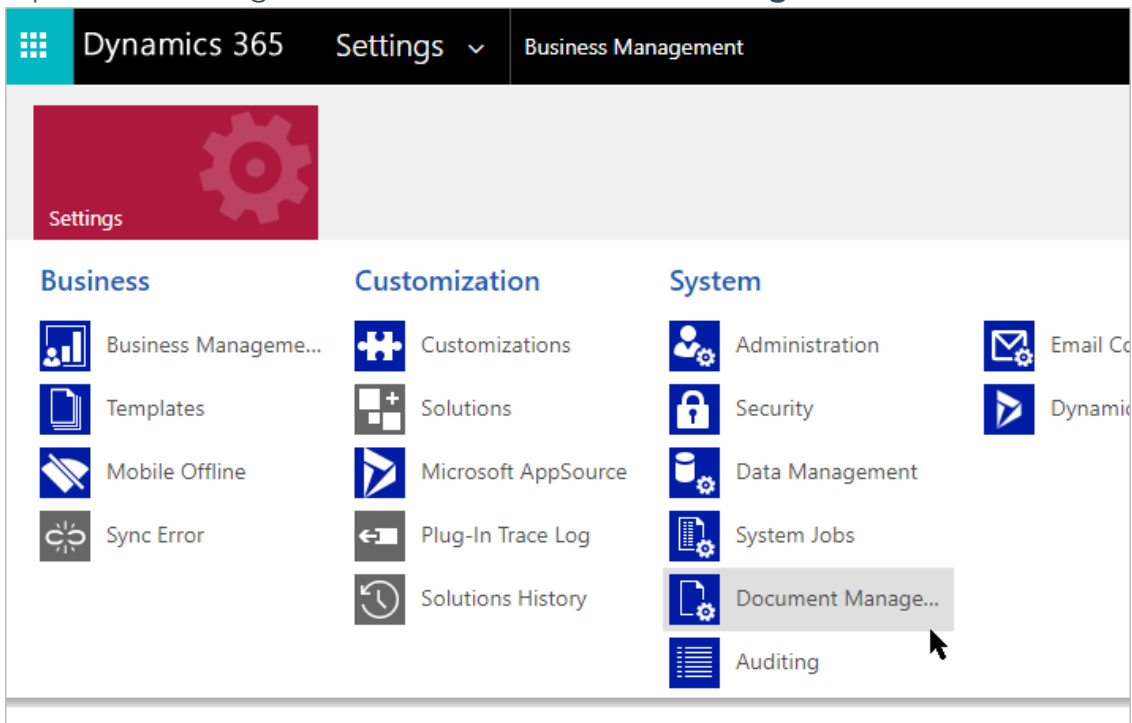 Dynamics 365 Settings Business Management
Settings
Business
Business Manageme...
Templates
Mobile Offline
Sync Error
Customization
Customizations
Solutions
Microsoft AppSource
Plug-In Trace Log
Solutions History
System
Administration
Security
Data Management
System Jobs
Document Manage...
Auditing
Email